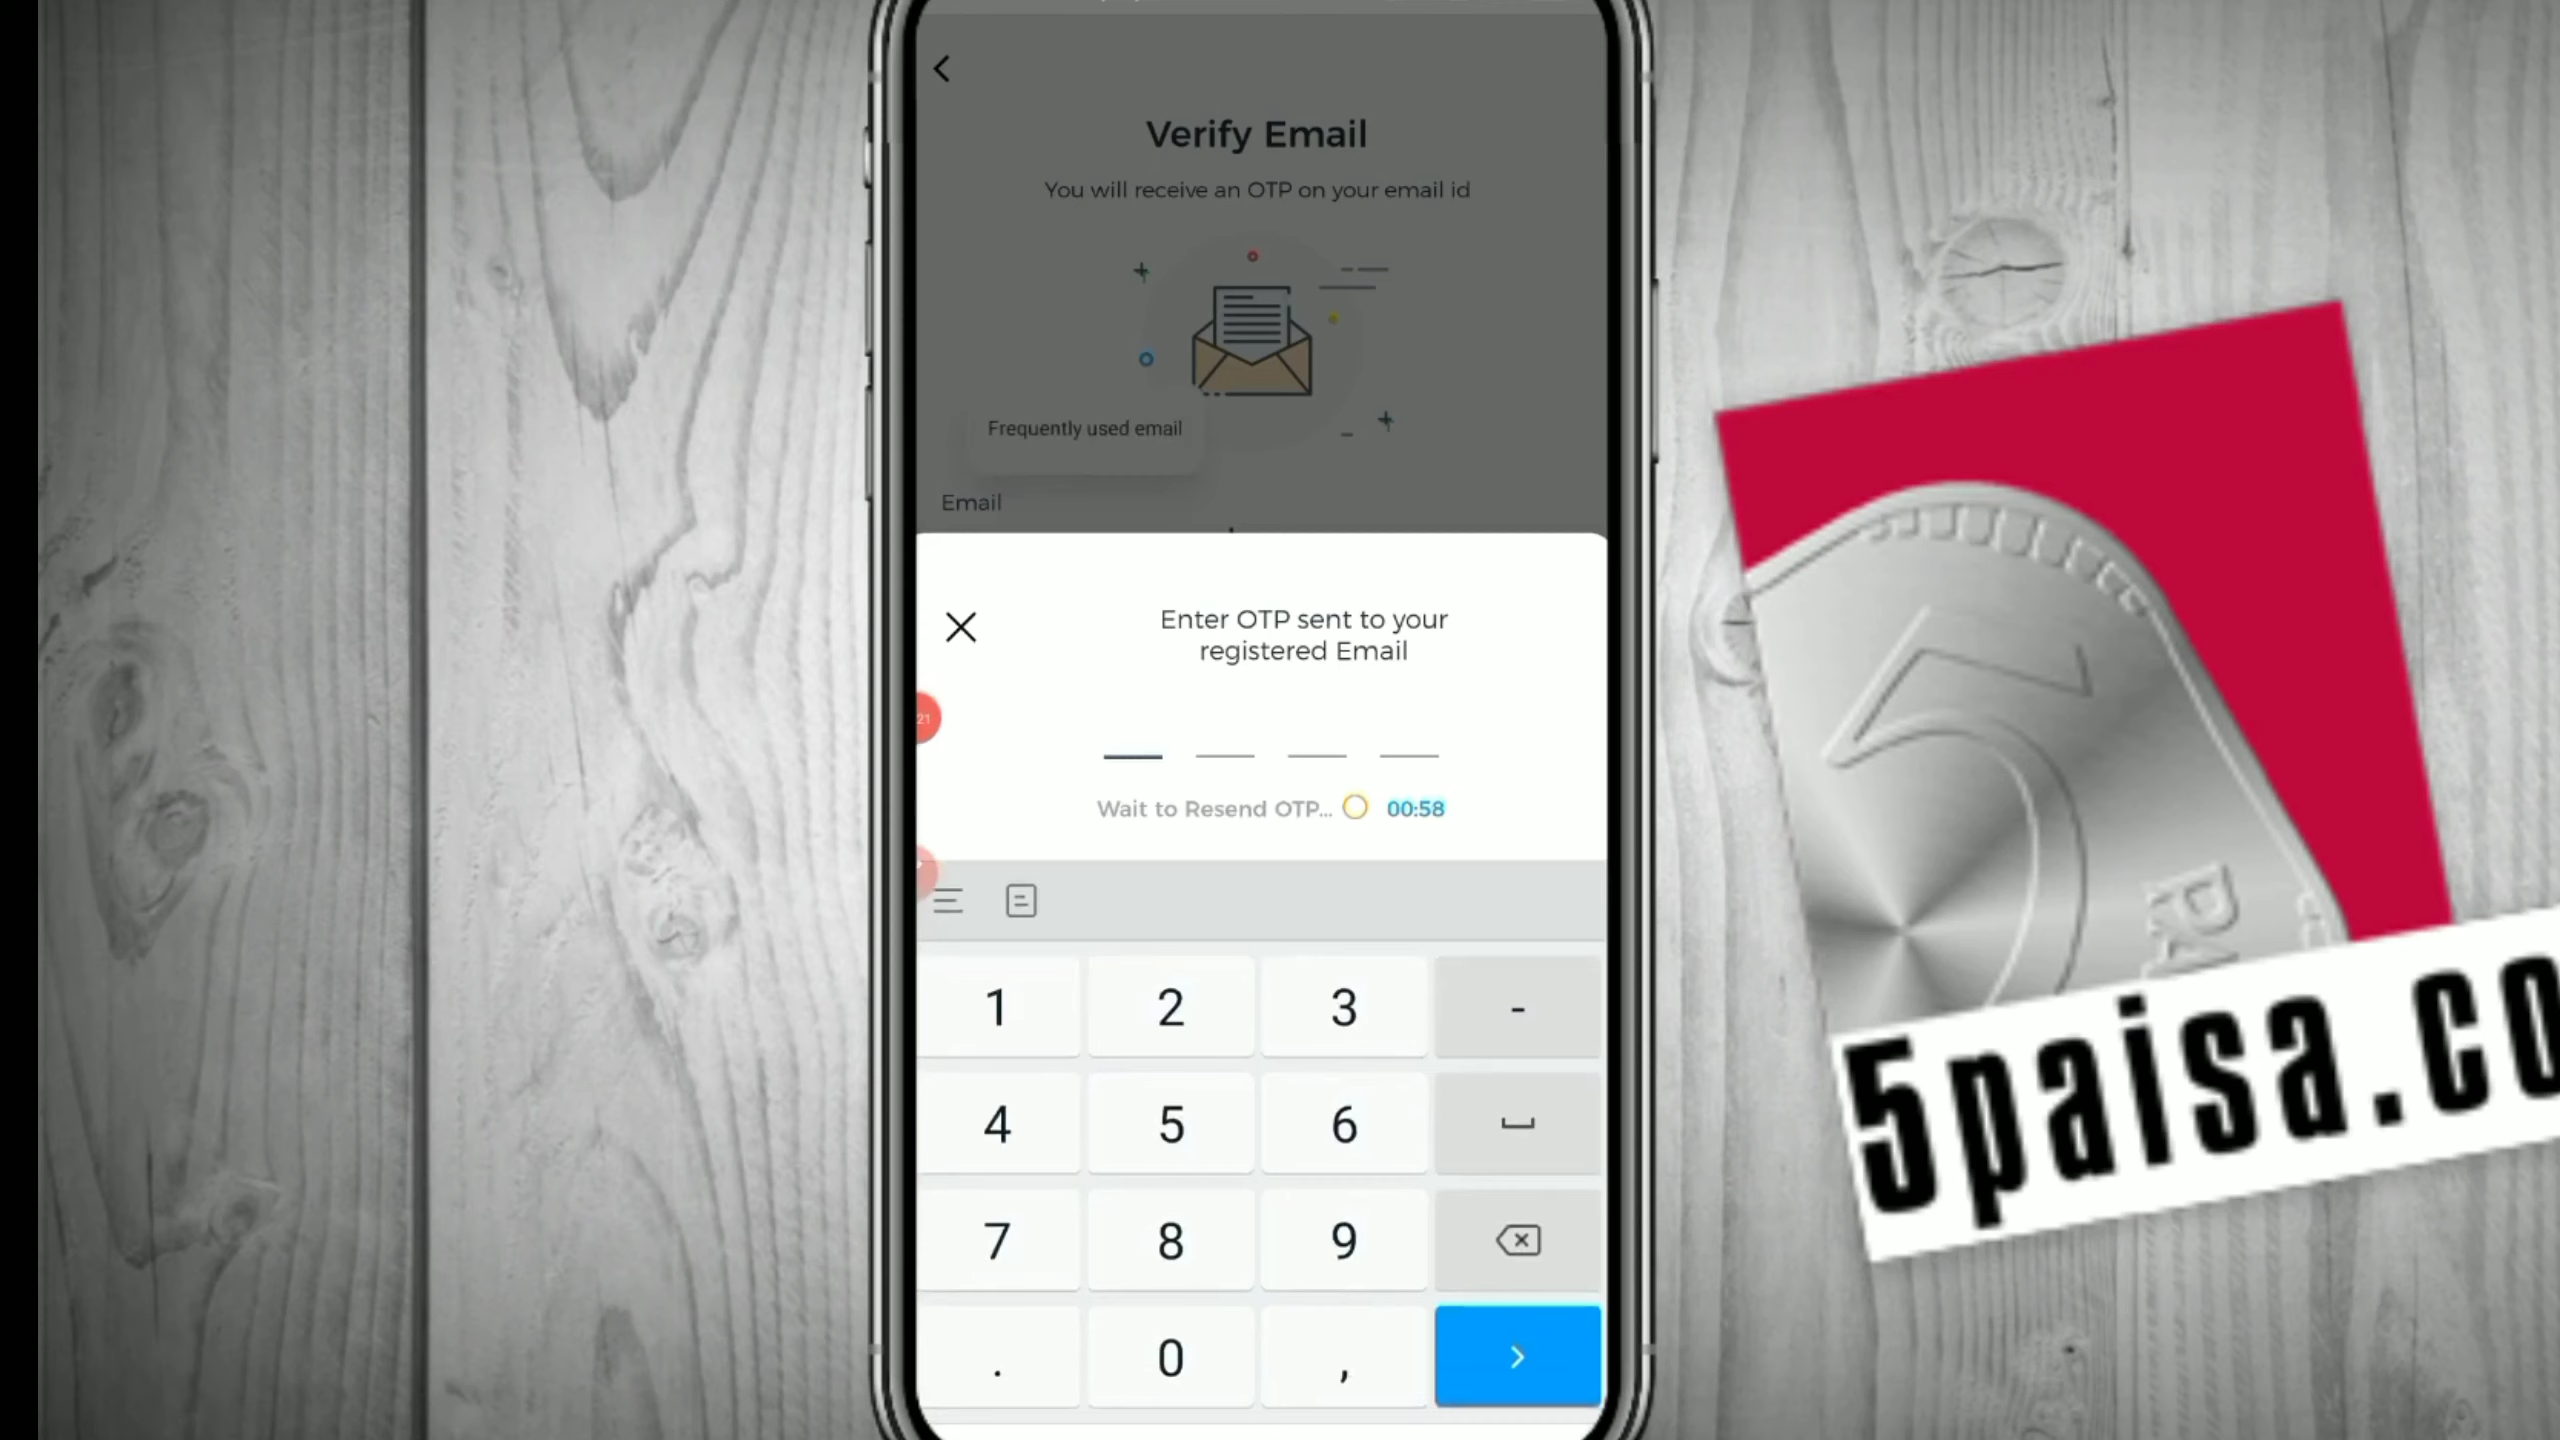 Verify Email
You will receive an OTP on your email id
Frequently used email
Email
Enter OTP sent to your
registered Email
21
Wait to Resend OTP... 00:58
1 2 3 -
4 5 6
7 8 9
. 0 ,
5paisa.co